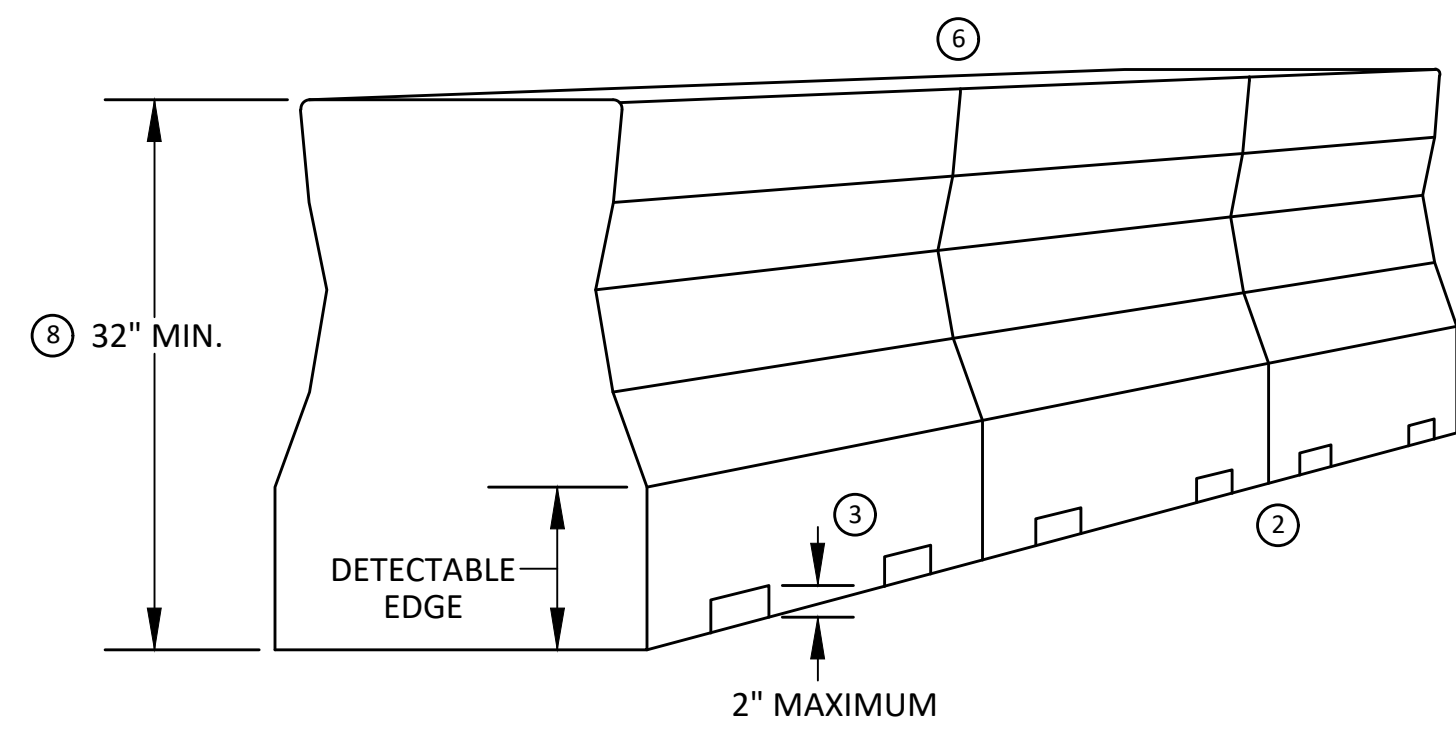 6
8 32" MIN.
3
2
DETECTABLE
EDGE
2" MAXIMUM